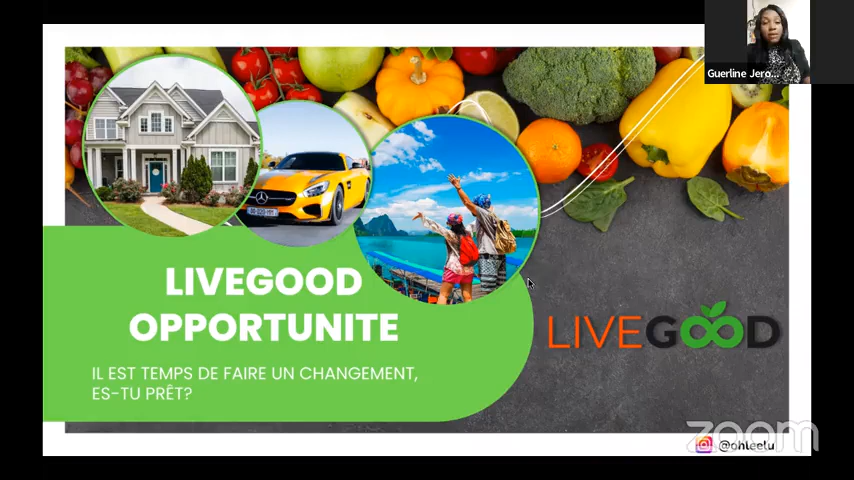 Guerline Jero...
LIVEGOOD
OPPORTUNITE
IL EST TEMPS DE FAIRE UN CHANGEMENT,
ES-TU PRÊT?
LIVEGOOD
zoom
@ohleelu